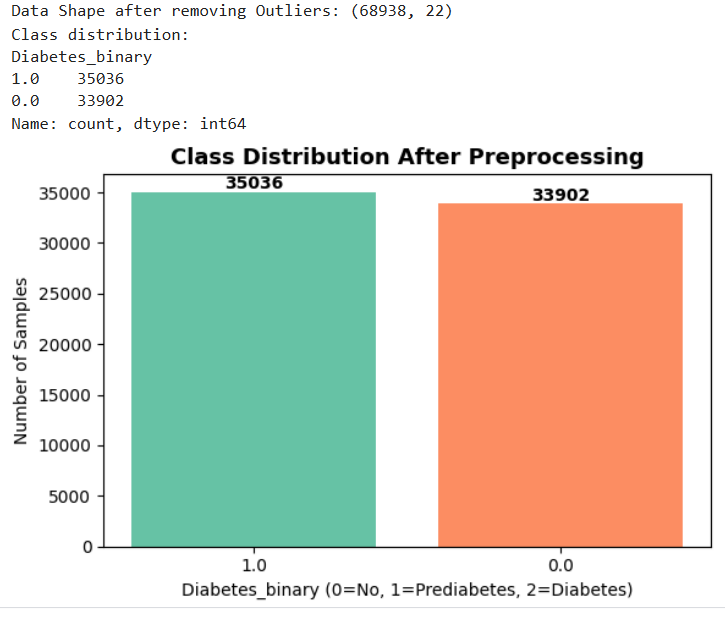 Data Shape after removing Outliers: (68938, 22)
Class distribution:
Diabetes_binary
1.0    35036
0.0    33902
Name: count, dtype: int64
Class Distribution After Preprocessing
35036
33902
35000
30000
25000
20000
15000
10000
5000
0
Number of Samples
1.0
0.0
Diabetes_binary (0=No, 1=Prediabetes, 2=Diabetes)